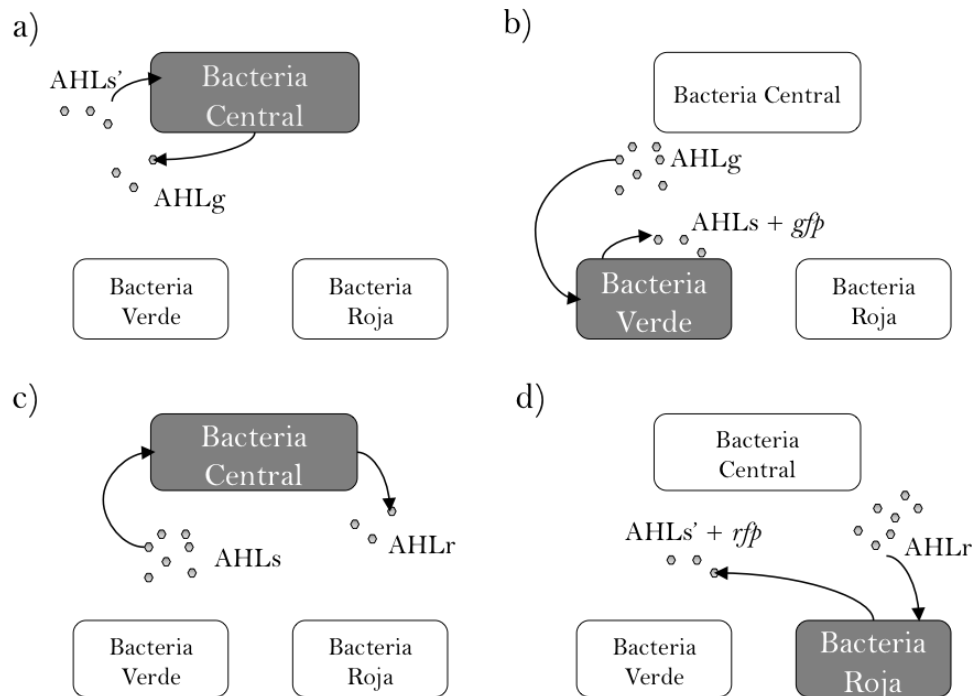 a)
AHLs'
Bacteria
Central
AHLg
Bacteria
Verde
Bacteria
Roja
b)
Bacteria Central
AHLg
AHLs + gfp
Bacteria
Verde
Bacteria
Roja
c)
Bacteria
Central
AHLs
AHLr
Bacteria
Verde
Bacteria
Roja
d)
Bacteria
Central
AHLs' + rfp
AHLr
Bacteria
Verde
Bacteria
Roja